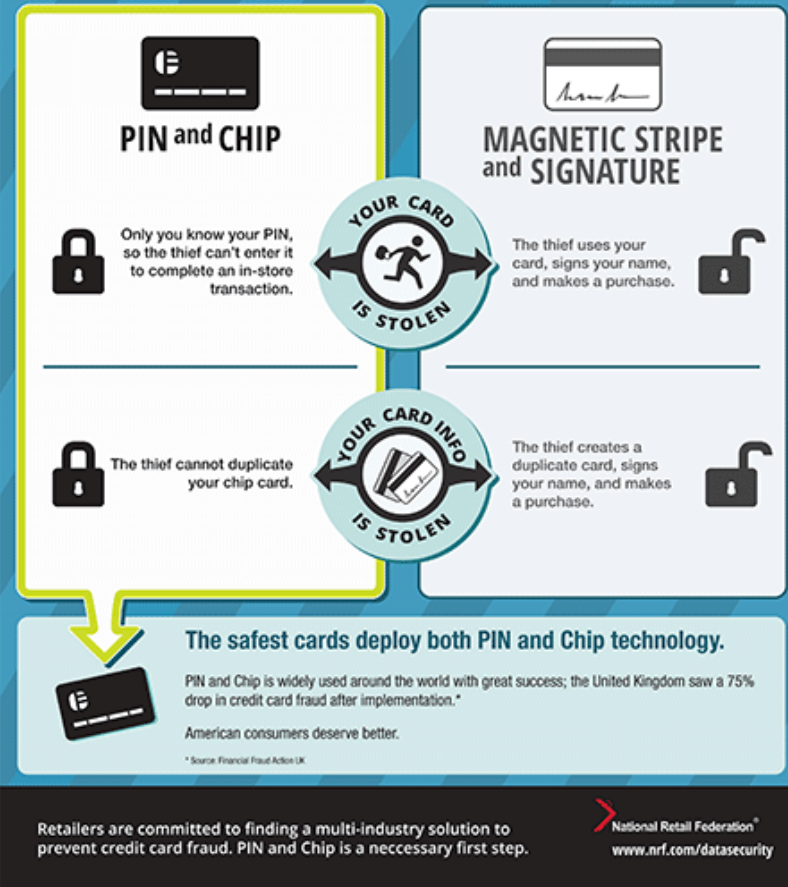 PIN and CHIP
Only you know your PIN,
so the thief can't enter it
to complete an in-store
transaction.
The thief cannot duplicate
your chip card.
YOUR CARD
IS STOLEN
YOUR CARD INFO
IS STOLEN
MAGNETIC STRIPE
and SIGNATURE
The thief uses your
card, signs your name,
and makes a purchase.
The thief creates a
duplicate card, signs
your name, and makes
a purchase.
The safest cards deploy both PIN and Chip technology.
PIN and Chip is widely used around the world with great success; the United Kingdom saw a 75%
drop in credit card fraud after implementation.*
American consumers deserve better.
* Source: Financial Fraud Action UK
Retailers are committed to finding a multi-industry solution to
prevent credit card fraud. PIN and Chip is a neccessary first step.
National Retail Federation®
www.nrf.com/datasecurity